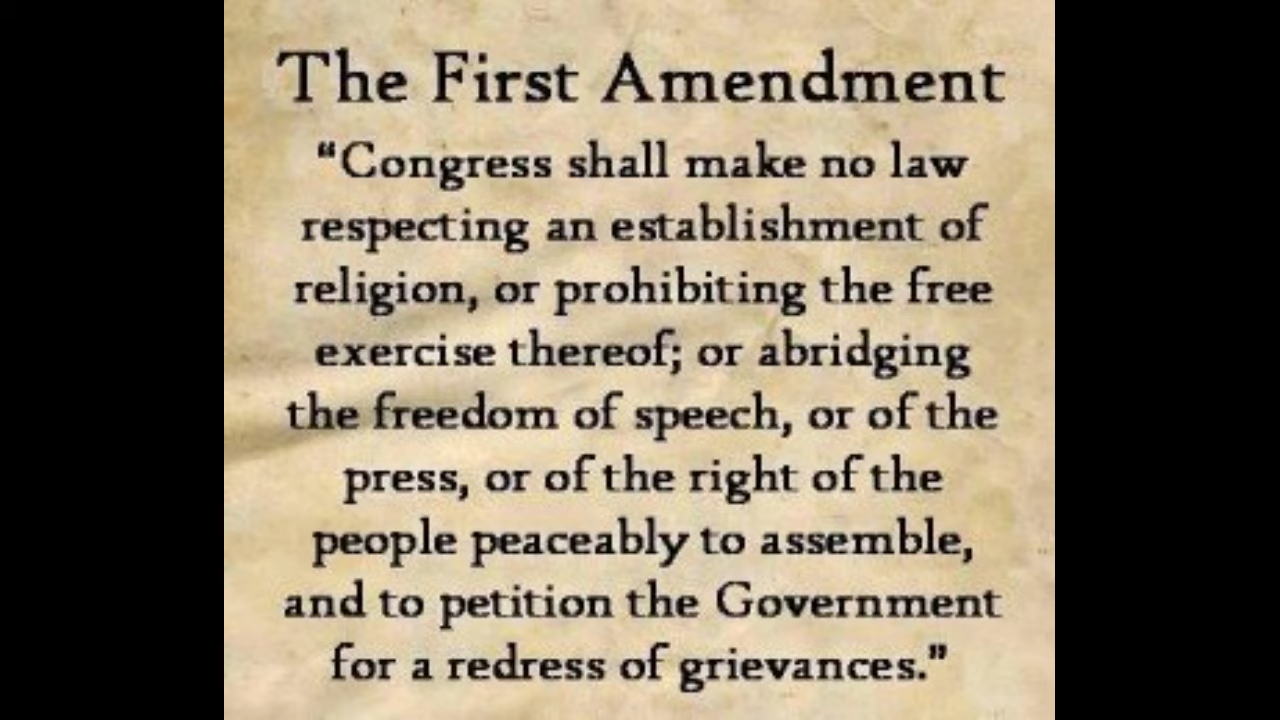 The First Amendment
“Congress shall make no law
respecting an establishment of
religion, or prohibiting the free
exercise thereof; or abridging
the freedom of speech, or of the
press, or of the right of the
people peaceably to assemble,
and to petition the Government
for a redress of grievances.”